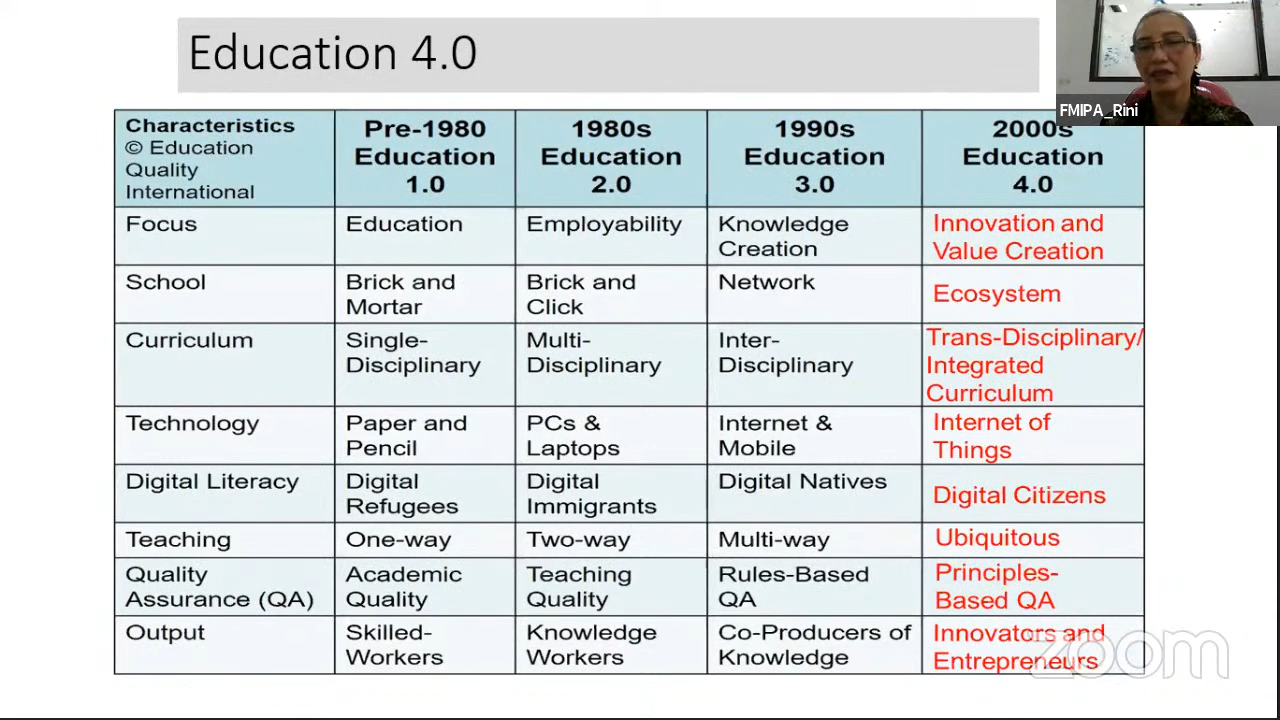 Education 4.0
FMIPA_Rini
Characteristics
© Education
Quality
International
Pre-1980
Education
1.0
1980s
Education
2.0
1990s
Education
3.0
2000s
Education
4.0
Focus
Education
Employability
Knowledge
Creation
Innovation and
Value Creation
School
Brick and
Mortar
Brick and
Click
Network
Ecosystem
Curriculum
Single-
Disciplinary
Multi-
Disciplinary
Inter-
Disciplinary
Trans-Disciplinary/
Integrated
Curriculum
Technology
Paper and
Pencil
PCs &
Laptops
Internet &
Mobile
Internet of
Things
Digital Literacy
Digital
Refugees
Digital
Immigrants
Digital Natives
Digital Citizens
Teaching
One-way
Two-way
Multi-way
Ubiquitous
Quality
Assurance (QA)
Academic
Quality
Teaching
Quality
Rules-Based
QA
Principles-
Based QA
Output
Skilled-
Workers
Knowledge
Workers
Co-Producers of
Knowledge
Innovators and
Entrepreneurs
zoom